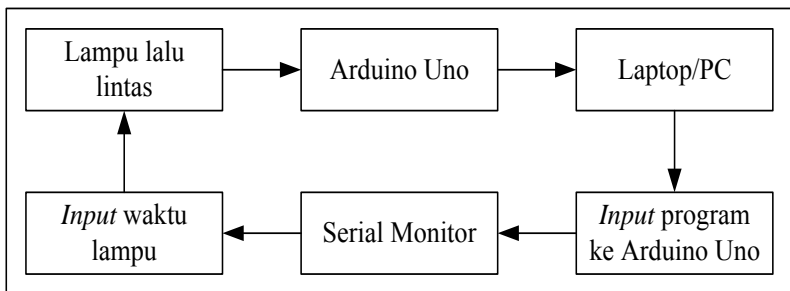 Lampu lalu
lintas
Arduino Uno
Laptop/PC
Input waktu
lampu
Serial Monitor
Input program
ke Arduino Uno